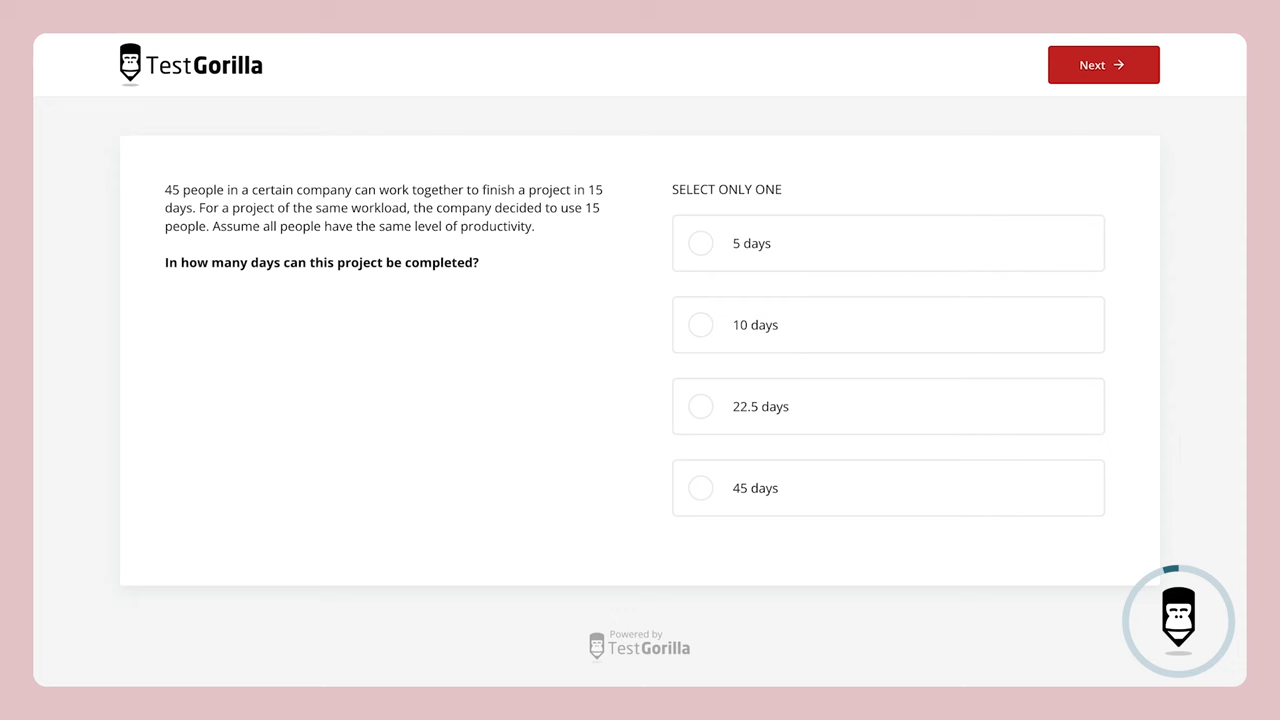 TestGorilla
Next →
45 people in a certain company can work together to finish a project in 15
days. For a project of the same workload, the company decided to use 15
people. Assume all people have the same level of productivity.
In how many days can this project be completed?
SELECT ONLY ONE
5 days
10 days
22.5 days
45 days
Powered by
TestGorilla